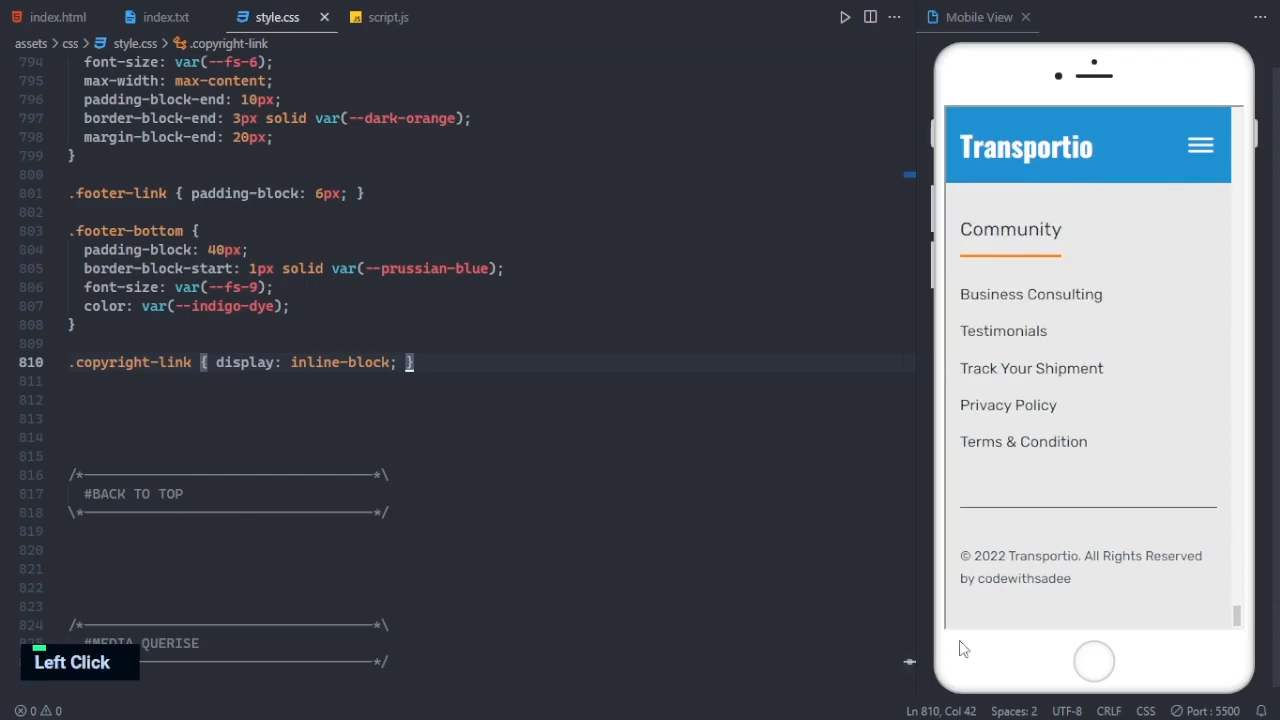 index.html
index.txt
style.css
script.js
Mobile View
assets > css > style.css > .copyright-link
794 font-size: var(--fs-6);
795 max-width: max-content;
796 padding-block-end: 10px;
797 border-block-end: 3px solid var(--dark-orange);
798 margin-block-end: 20px;
799 }
800
801 .footer-link { padding-block: 6px; }
802
803 .footer-bottom {
804 padding-block: 40px;
805 border-block-start: 1px solid var(--prussian-blue);
806 font-size: var(--fs-9);
807 color: var(--indigo-dye);
808 }
809
810 .copyright-link { display: inline-block; }
811
812
813
814
815
816 /*-----------------------------------*\
817 #BACK TO TOP
818 \*-----------------------------------*/
819
820
821
822
823
824 /*-----------------------------------*\
825 #MEDIA QUERISE
-----------------------------------*/
Left Click
Transportio
Community
Business Consulting
Testimonials
Track Your Shipment
Privacy Policy
Terms & Condition
© 2022 Transportio. All Rights Reserved
by codewithsadee
0 0
Ln 810, Col 42
Spaces: 2
UTF-8
CRLF
CSS
Port : 5500